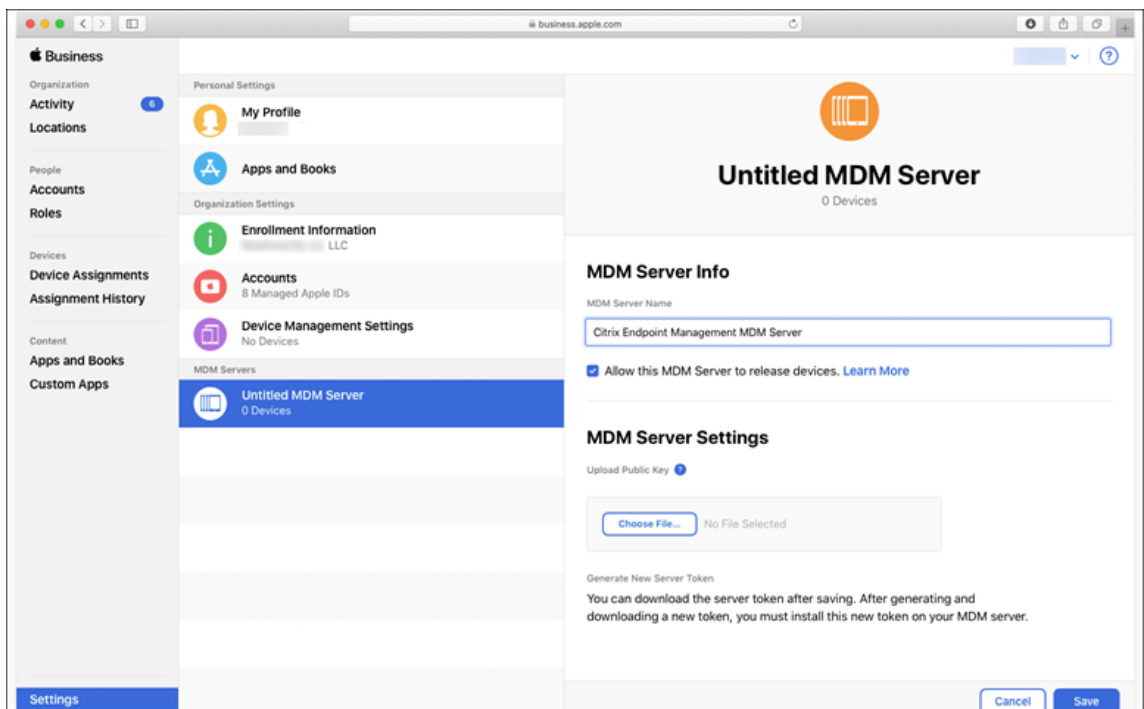 business.apple.com
Business
Organization
Activity
6
Locations
People
Accounts
Roles
Devices
Device Assignments
Assignment History
Content
Apps and Books
Custom Apps
Settings
Personal Settings
My Profile
Apps and Books
Organization Settings
Enrollment Information
LLC
Accounts
8 Managed Apple IDs
Device Management Settings
No Devices
MDM Servers
Untitled MDM Server
0 Devices
Untitled MDM Server
0 Devices
MDM Server Info
MDM Server Name
Citrix Endpoint Management MDM Server
Allow this MDM Server to release devices. Learn More
MDM Server Settings
Upload Public Key ?
Choose File... No File Selected
Generate New Server Token
You can download the server token after saving. After generating and
downloading a new token, you must install this new token on your MDM server.
Cancel Save